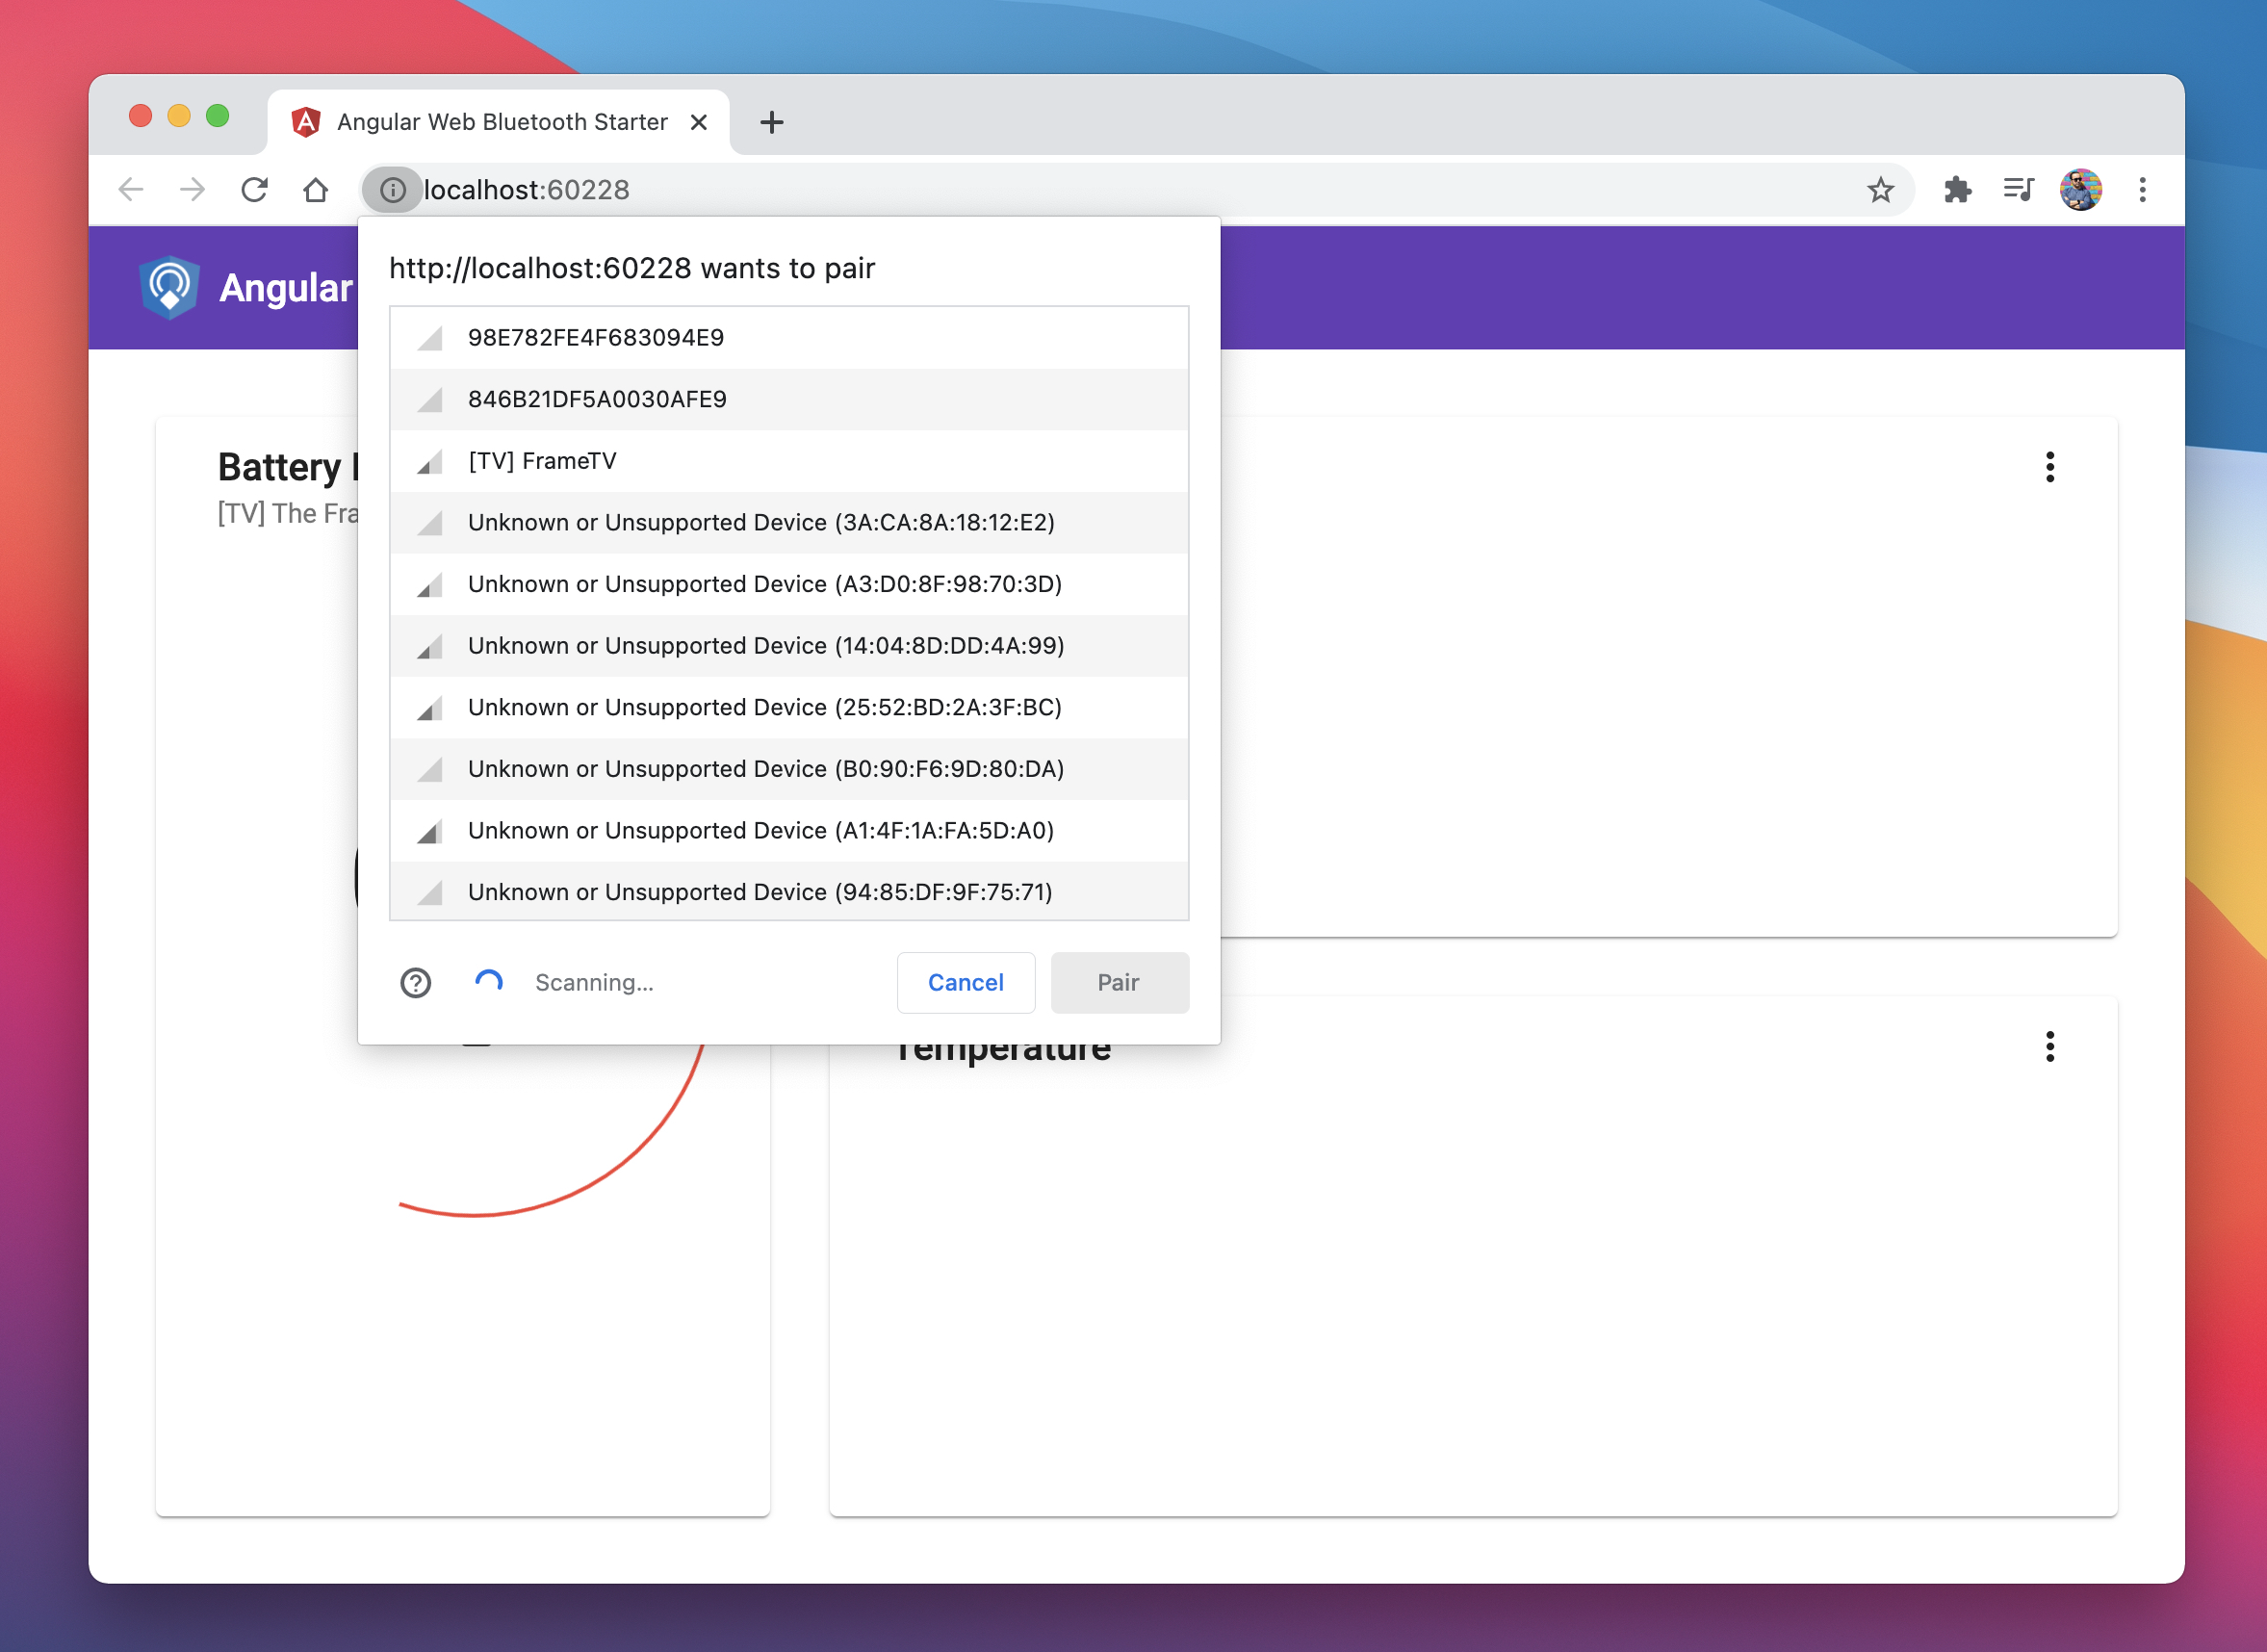 Angular Web Bluetooth Starter
localhost:60228
Angular
http://localhost:60228 wants to pair
98E782FE4F683094E9
846B21DF5A0030AFE9
[TV] FrameTV
Unknown or Unsupported Device (3A:CA:8A:18:12:E2)
Unknown or Unsupported Device (A3:D0:8F:98:70:3D)
Unknown or Unsupported Device (14:04:8D:DD:4A:99)
Unknown or Unsupported Device (25:52:BD:2A:3F:BC)
Unknown or Unsupported Device (B0:90:F6:9D:80:DA)
Unknown or Unsupported Device (A1:4F:1A:FA:5D:A0)
Unknown or Unsupported Device (94:85:DF:9F:75:71)
Scanning...
Cancel
Pair
Battery
[TV] The Fra
Temperature